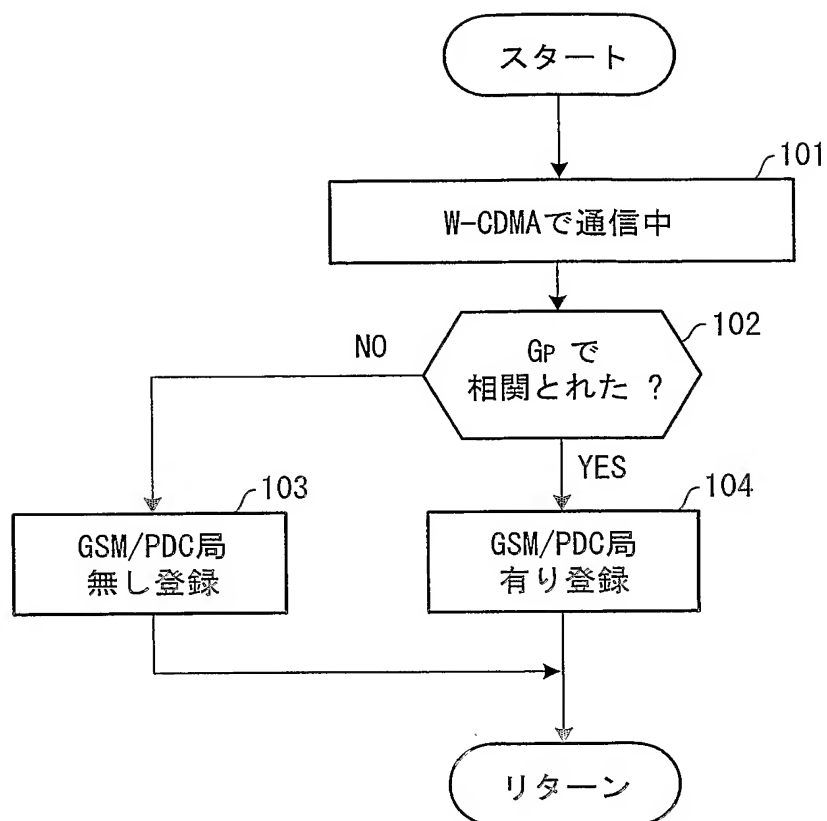 スタート
101
W-CDMAで通信中
102
GP で
相関とれた ?
NO
YES
103
GSM/PDC局
無し登録
104
GSM/PDC局
有り登録
リターン